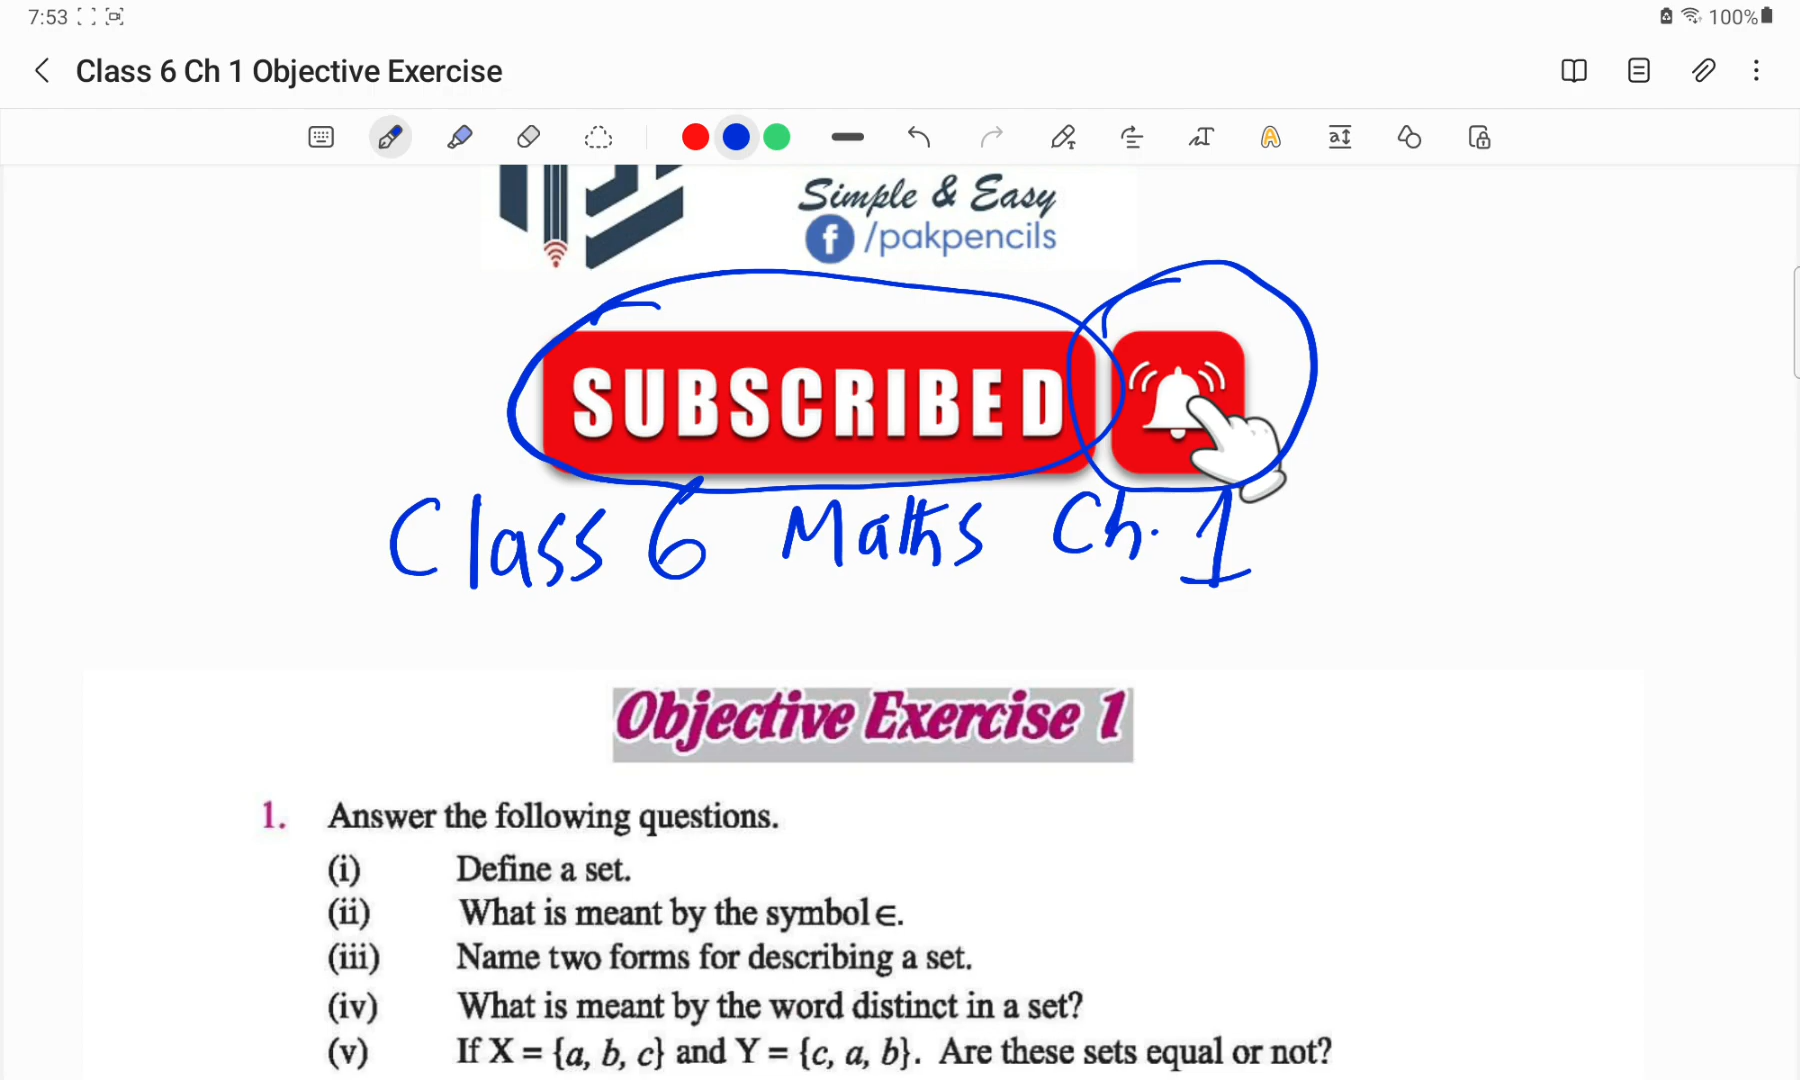 7:53 100%
Class 6 Ch 1 Objective Exercise
Simple & Easy
f /pakpencils
SUBSCRIBED
Class 6 Maths Ch. 1
Objective Exercise 1
1. Answer the following questions.
(i) Define a set.
(ii) What is meant by the symbol ∈.
(iii) Name two forms for describing a set.
(iv) What is meant by the word distinct in a set?
(v) If X = {a, b, c} and Y = {c, a, b}. Are these sets equal or not?